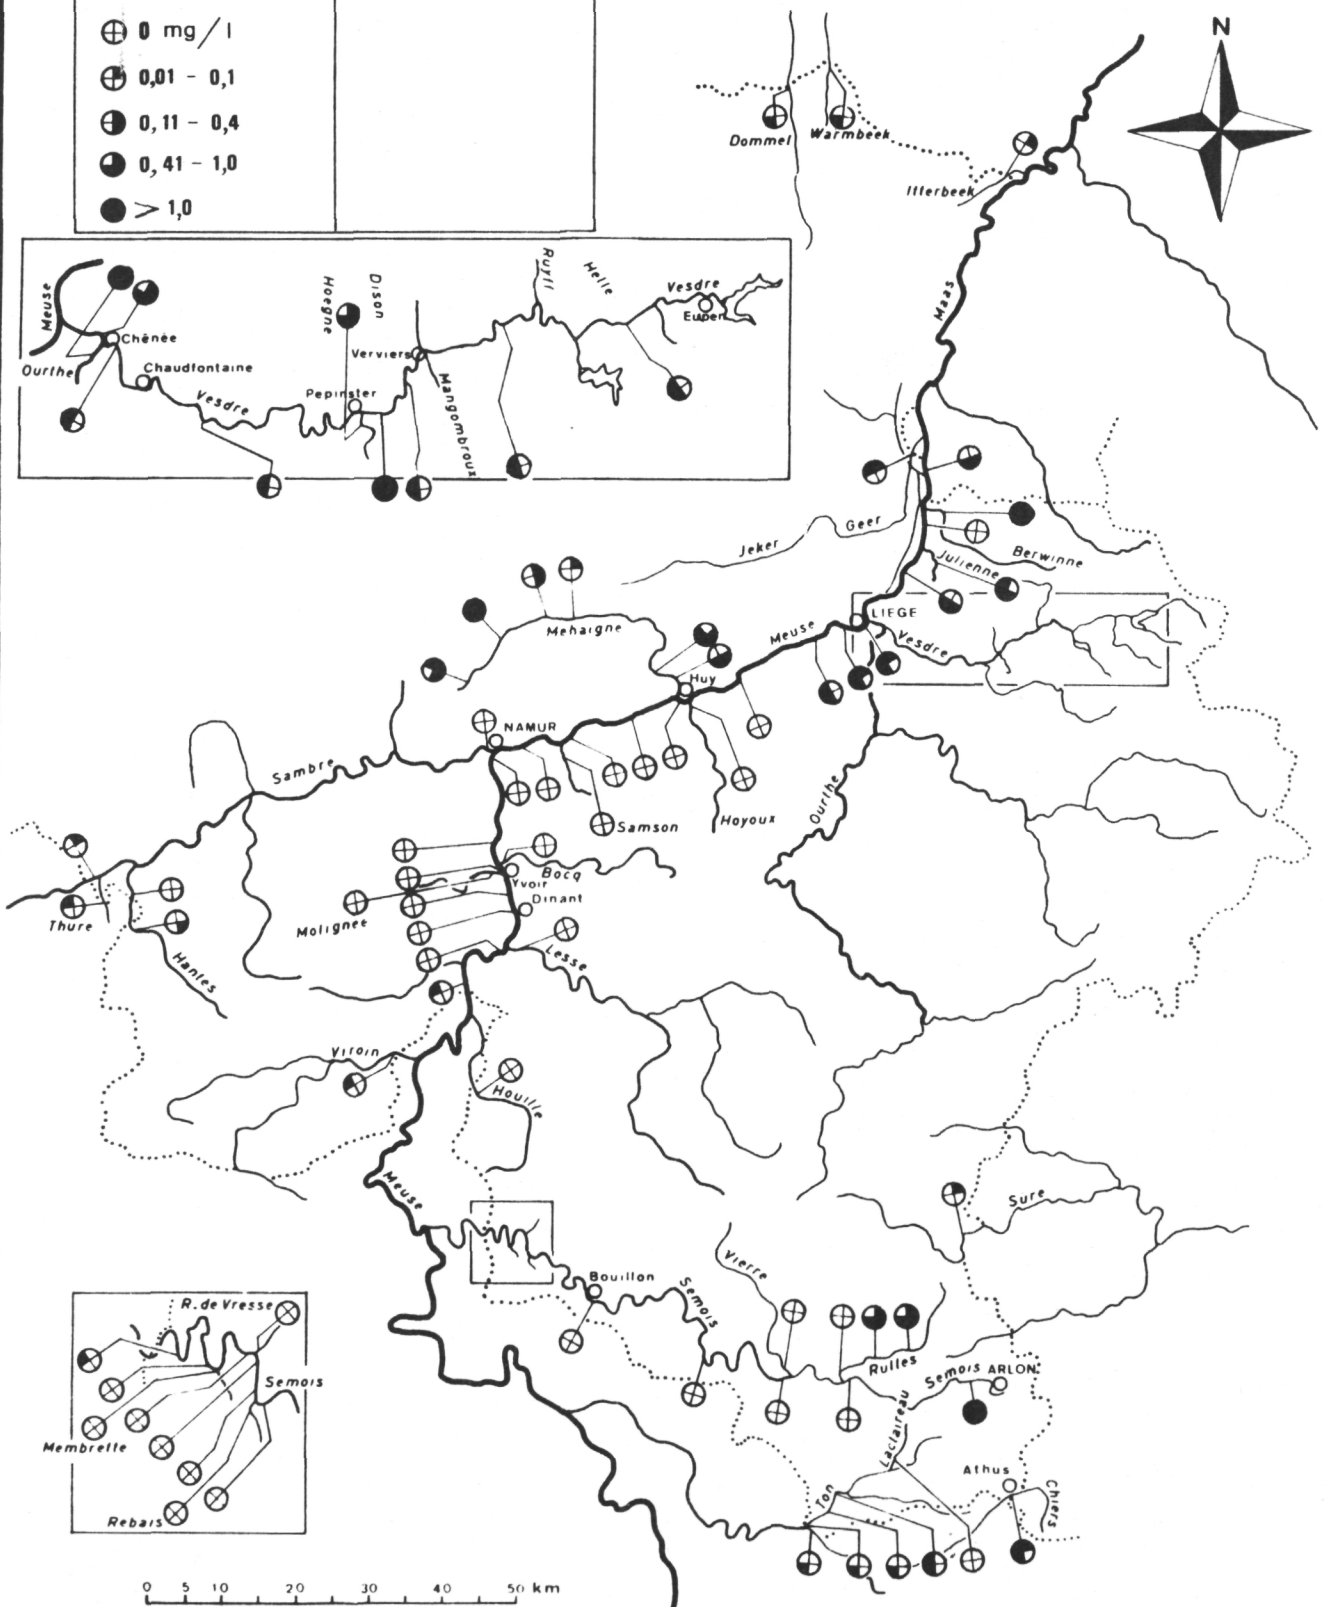 0 mg/l
0,01 - 0,1
0,11 - 0,4
0,41 - 1,0
> 1,0
N
Dommel
Warmbeek
Itterbeek
Maas
Meuse
Ourthe
Chênée
Chaudfontaine
Vesdre
Hoegne
Dison
Pepinster
Verviers
Mangombroux
Ruyff
Helle
Vesdre
Eupen
Jeker
Geer
Berwinne
Julienne
LIEGE
Vesdre
Mehaigne
Meuse
Huy
NAMUR
Sambre
Samson
Hoyoux
Ourthe
Bocq
Yvoir
Dinant
Molignée
Thure
Hantes
Lesse
Viroin
Houille
Meuse
Sure
Bouillon
Semois
Vierre
Rulles
Semois
ARLON
Laclaireau
Ton
Athus
Chiers
R. de Vresse
Semois
Membrette
Rebais
0 5 10 20 30 40 50 km